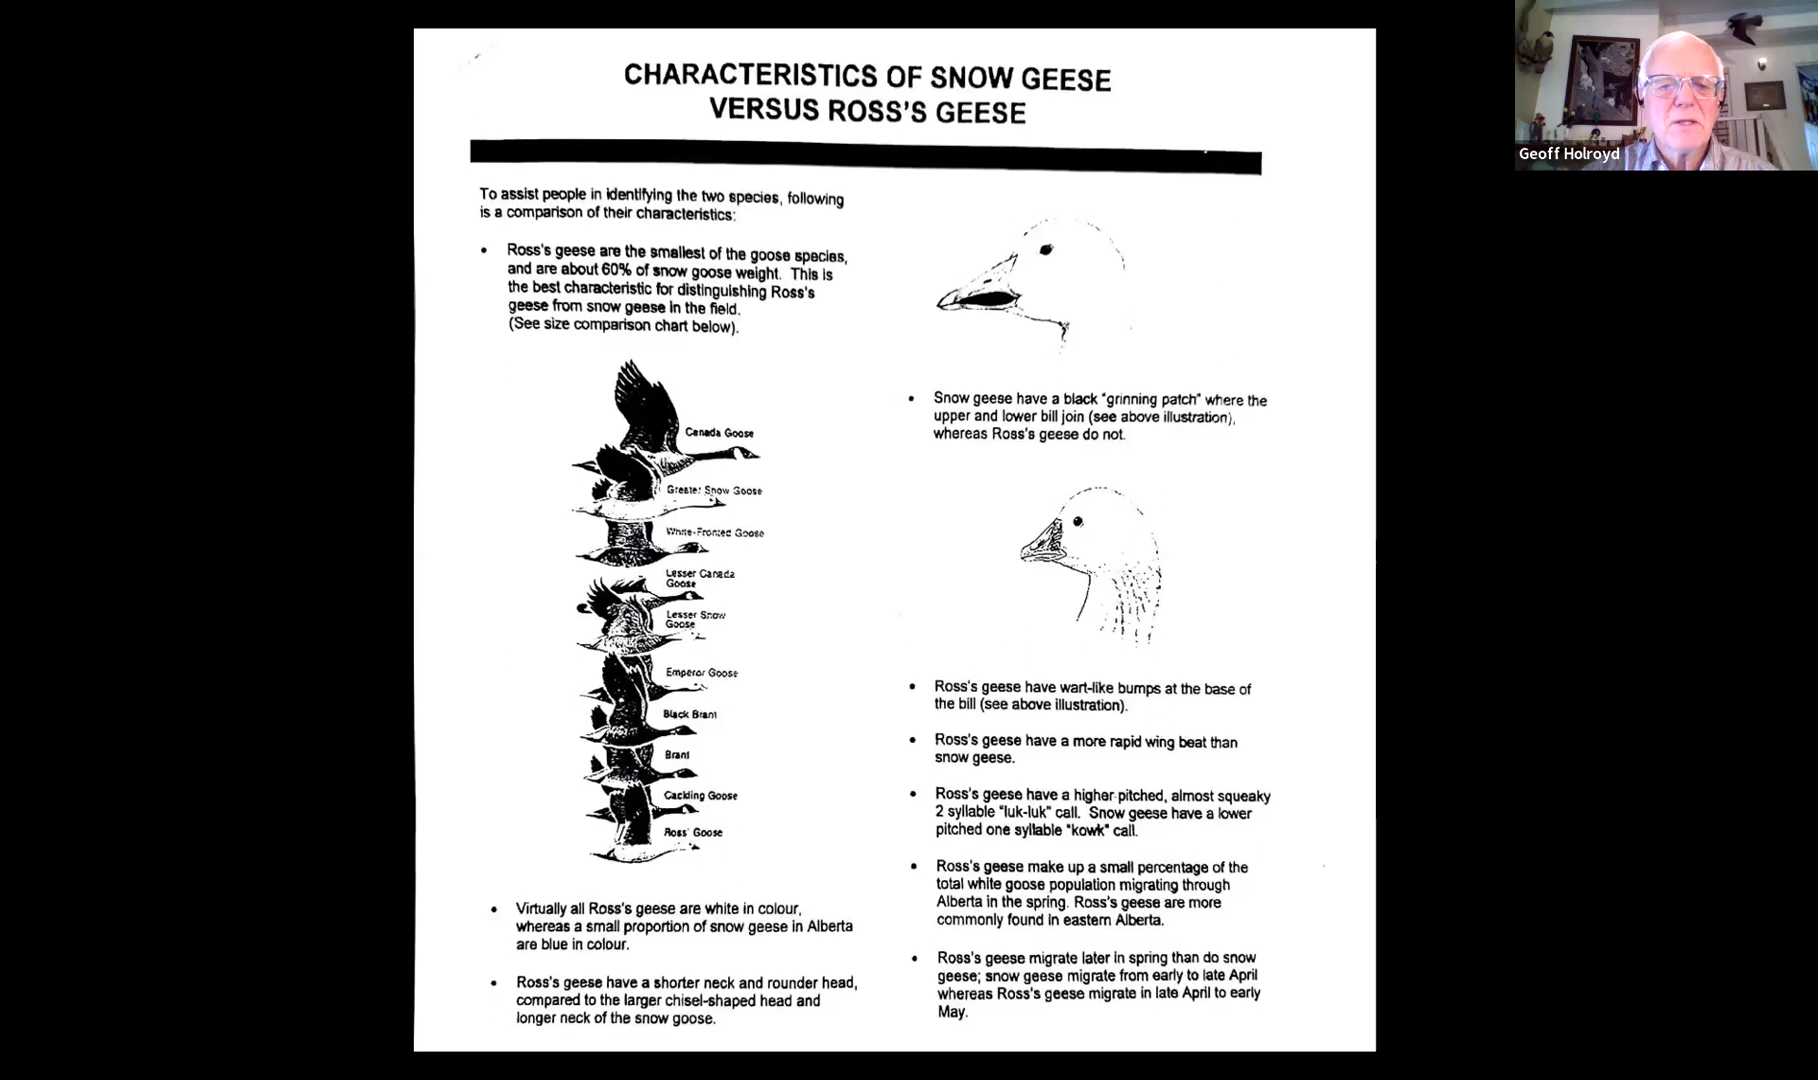 CHARACTERISTICS OF SNOW GEESE
VERSUS ROSS'S GEESE
To assist people in identifying the two species, following
is a comparison of their characteristics:
• Ross's geese are the smallest of the goose species,
and are about 60% of snow goose weight. This is
the best characteristic for distinguishing Ross's
geese from snow geese in the field.
(See size comparison chart below).
Canada Goose
Greater Snow Goose
White-Fronted Goose
Lesser Canada
Goose
Lesser Snow
Goose
Emperor Goose
Black Brant
Brant
Cackling Goose
Ross' Goose
• Virtually all Ross's geese are white in colour,
whereas a small proportion of snow geese in Alberta
are blue in colour.
• Ross's geese have a shorter neck and rounder head,
compared to the larger chisel-shaped head and
longer neck of the snow goose.
• Snow geese have a black "grinning patch" where the
upper and lower bill join (see above illustration),
whereas Ross's geese do not.
• Ross's geese have wart-like bumps at the base of
the bill (see above illustration).
• Ross's geese have a more rapid wing beat than
snow geese.
• Ross's geese have a higher pitched, almost squeaky
2 syllable "luk-luk" call. Snow geese have a lower
pitched one syllable "kowk" call.
• Ross's geese make up a small percentage of the
total white goose population migrating through
Alberta in the spring. Ross's geese are more
commonly found in eastern Alberta.
• Ross's geese migrate later in spring than do snow
geese; snow geese migrate from early to late April
whereas Ross's geese migrate in late April to early
May.
Geoff Holroyd